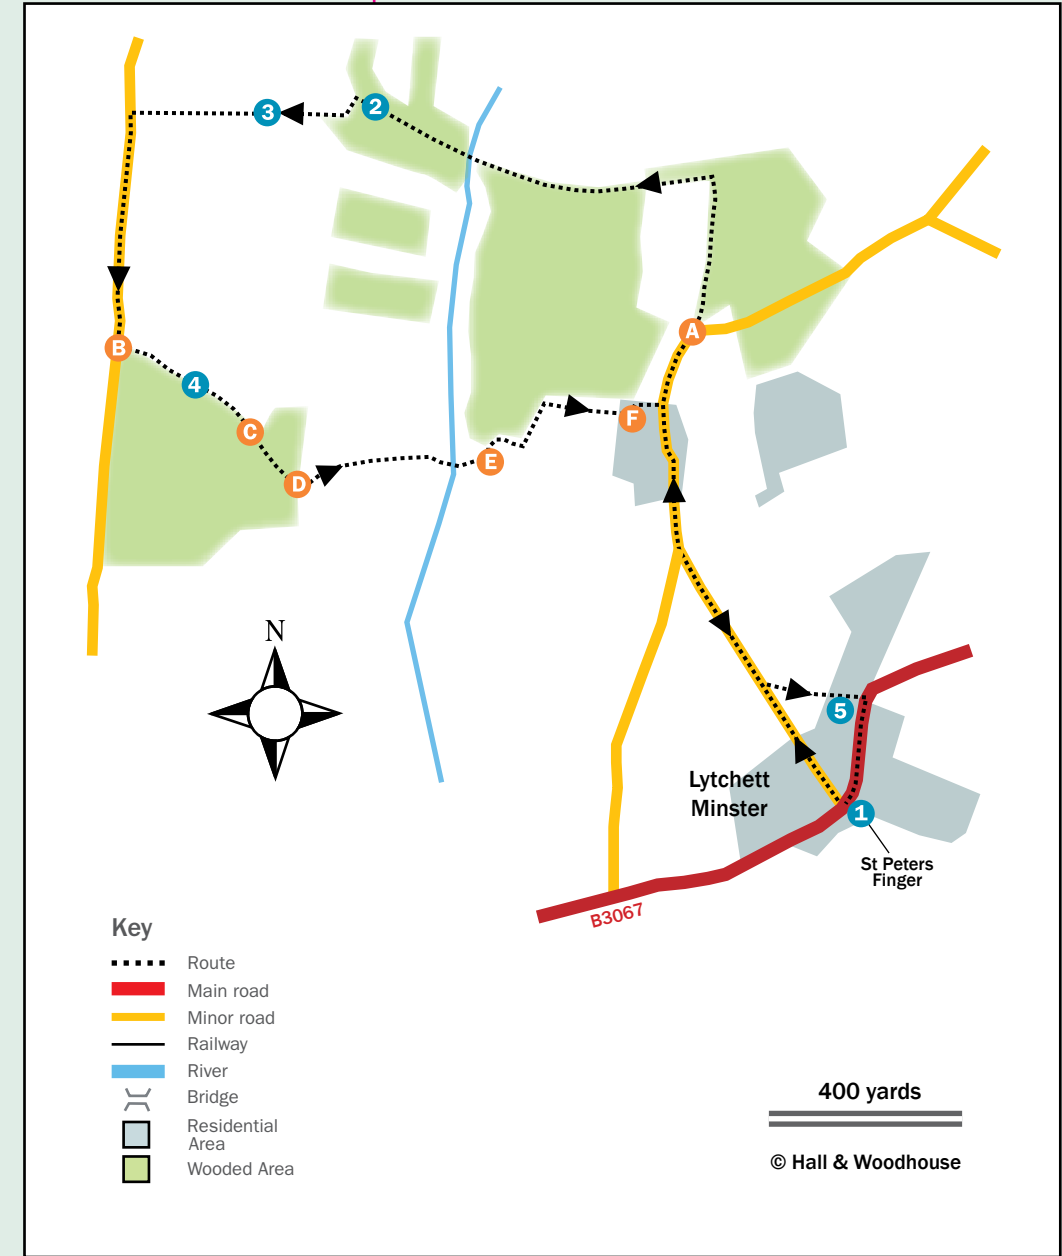 3
2
A
B
4
C
F
D
E
N
5
Lytchett
Minster
1
St Peters
Finger
B3067
Key
Route
Main road
Minor road
Railway
River
Bridge
Residential
Area
Wooded Area
400 yards
© Hall & Woodhouse